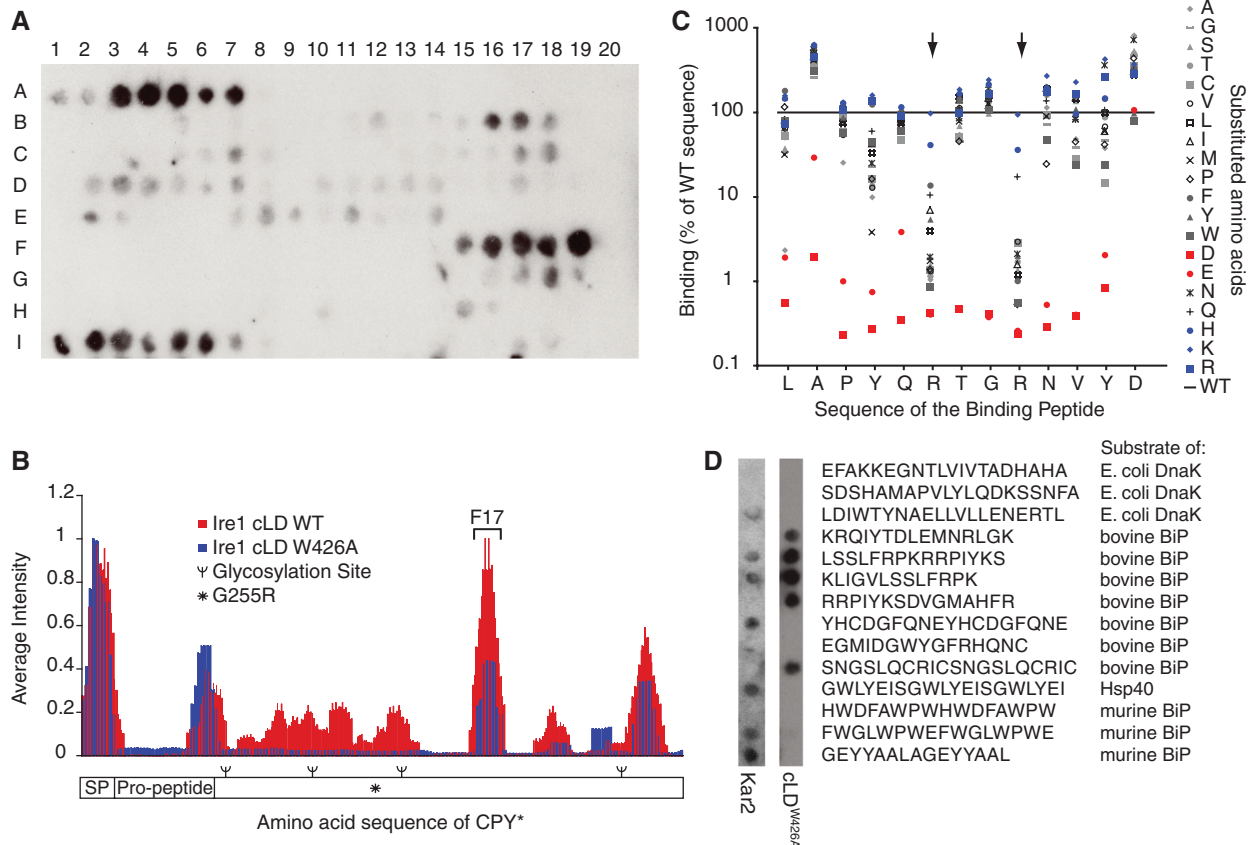 A
1 2 3 4 5 6 7 8 9 10 11 12 13 14 15 16 17 18 19 20
A
B
C
D
E
F
G
H
I
B
Average Intensity
1.2
1
0.8
0.6
0.4
0.2
0
Ire1 cLD WT
Ire1 cLD W426A
Glycosylation Site
G255R
F17
SP Pro-peptide *
Amino acid sequence of CPY*
C
Binding (% of WT sequence)
1000
100
10
1
0.1
L A P Y Q R T G R N V Y D
Sequence of the Binding Peptide
A
G
S
T
C
V
L
I
M
P
F
Y
W
D
E
N
Q
H
K
R
WT
Substituted amino acids
D
Substrate of:
EFAKKEGNTLVIVTADHAHA E. coli DnaK
SDSHAMAPVLYLQDKSSNFA E. coli DnaK
LDIWTYNAELLVLLENERTL E. coli DnaK
KRQIYTDLEMNRLGK bovine BiP
LSSLFRPKRRPIYKS bovine BiP
KLIGVLSSLFRPK bovine BiP
RRPIYKSDVGMAHFR bovine BiP
YHCDGFQNEYHCDGFQNE bovine BiP
EGMIDGWYGFRHQNC bovine BiP
SNGSLQCRICSNGSLQCRIC bovine BiP
GWLYEISGWLYEISGWLYEI Hsp40
HWDFAWPWHWDFAWPW murine BiP
FWGLWPWEFWGLWPWE murine BiP
GEYYAALAGEYYAAL murine BiP
Kar2
cLDW426A